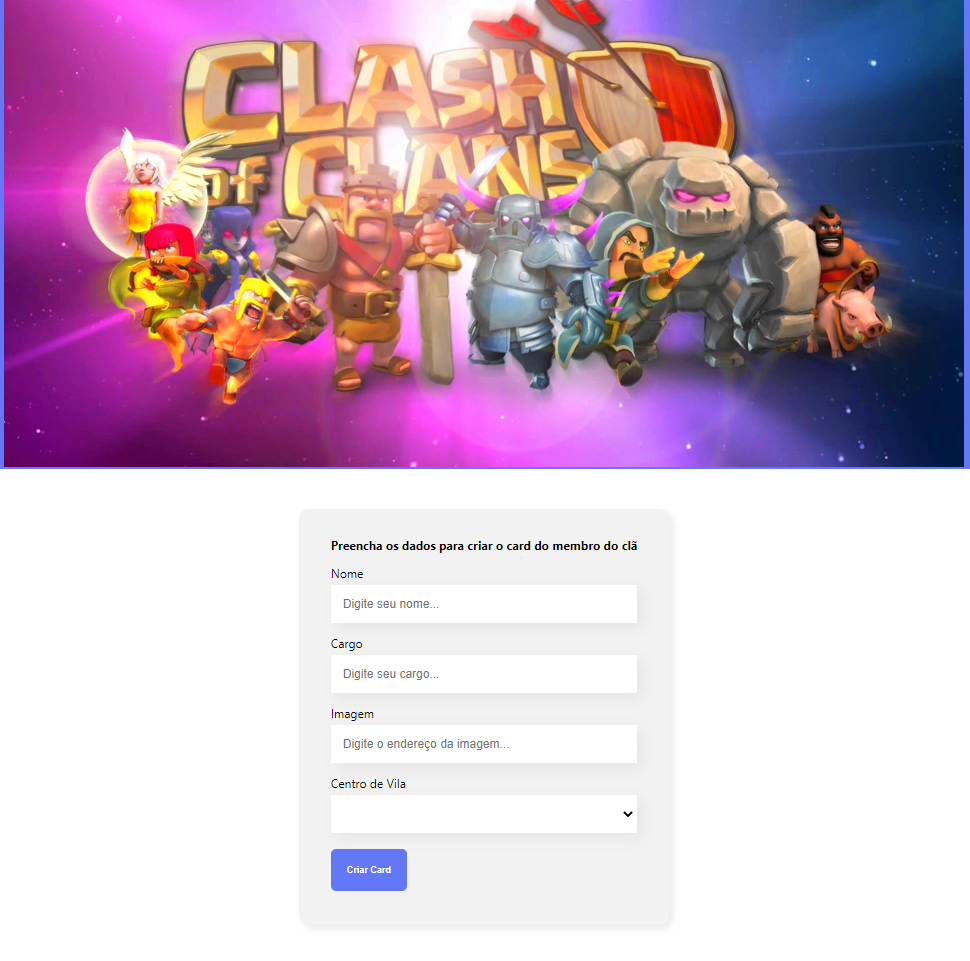 CLASH
OF CLANS
Preencha os dados para criar o card do membro do clã
Nome
Digite seu nome...
Cargo
Digite seu cargo...
Imagem
Digite o endereço da imagem...
Centro de Vila
Criar Card